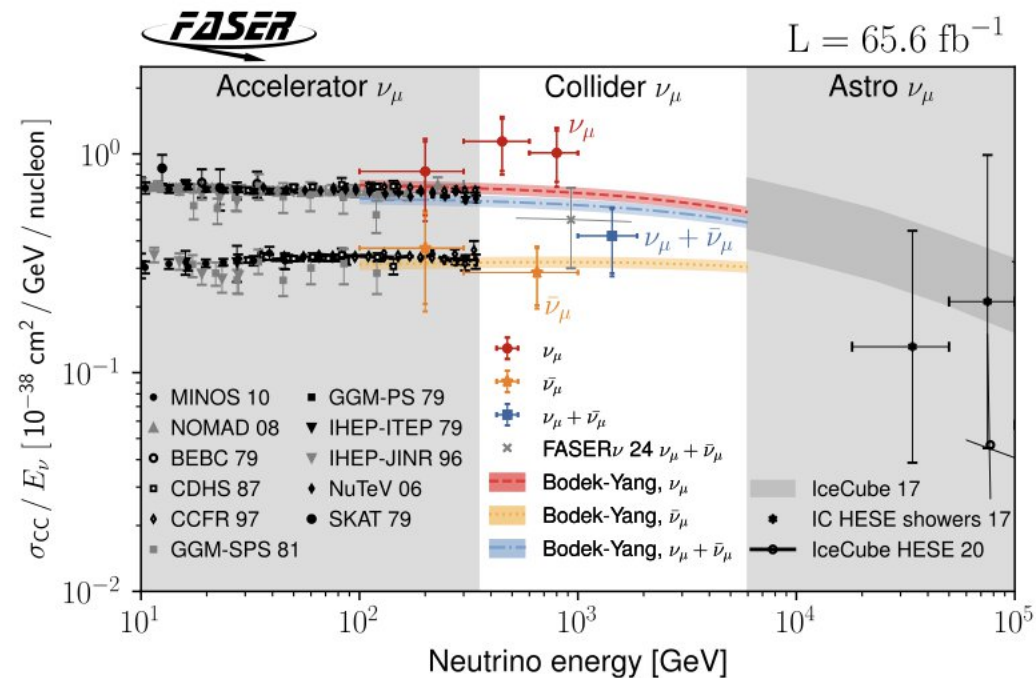 FASER
L = 65.6 fb⁻¹
Accelerator νμ
Collider νμ
Astro νμ
σCC / Eν [10⁻³⁸ cm² / GeV / nucleon]
10⁰
10⁻¹
10⁻²
νμ
νμ + ν̄μ
ν̄μ
MINOS 10
NOMAD 08
BEBC 79
CDHS 87
CCFR 97
GGM-SPS 81
GGM-PS 79
IHEP-ITEP 79
IHEP-JINR 96
NuTeV 06
SKAT 79
νμ
ν̄μ
νμ + ν̄μ
FASERν 24 νμ + ν̄μ
Bodek-Yang, νμ
Bodek-Yang, ν̄μ
Bodek-Yang, νμ + ν̄μ
IceCube 17
IC HESE showers 17
IceCube HESE 20
10¹
10²
10³
10⁴
10⁵
Neutrino energy [GeV]